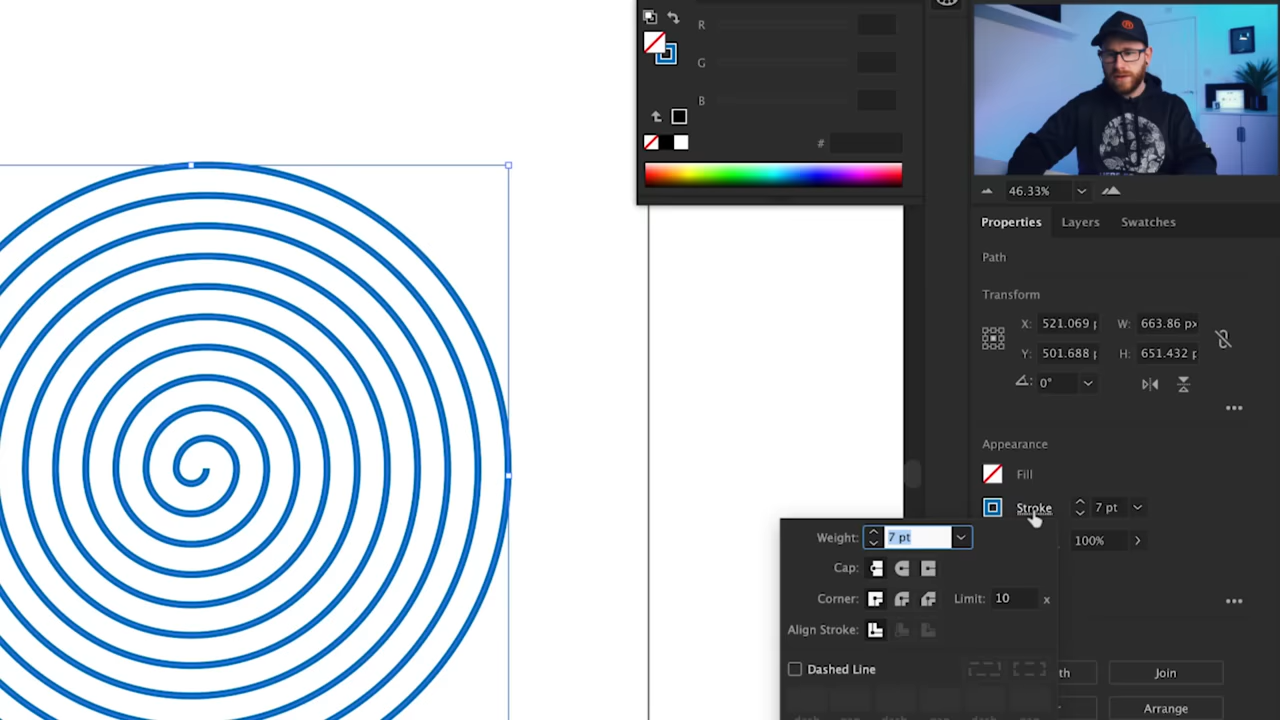 R
G
B
#
46.33%
Properties Layers Swatches
Path
Transform
X: 521.069 W: 663.86 px
Y: 501.688 H: 651.432
0°
Appearance
Fill
Stroke 7 pt
Weight: 7 pt
100%
Cap:
Corner: Limit: 10 x
Align Stroke:
Dashed Line
Join
Arrange